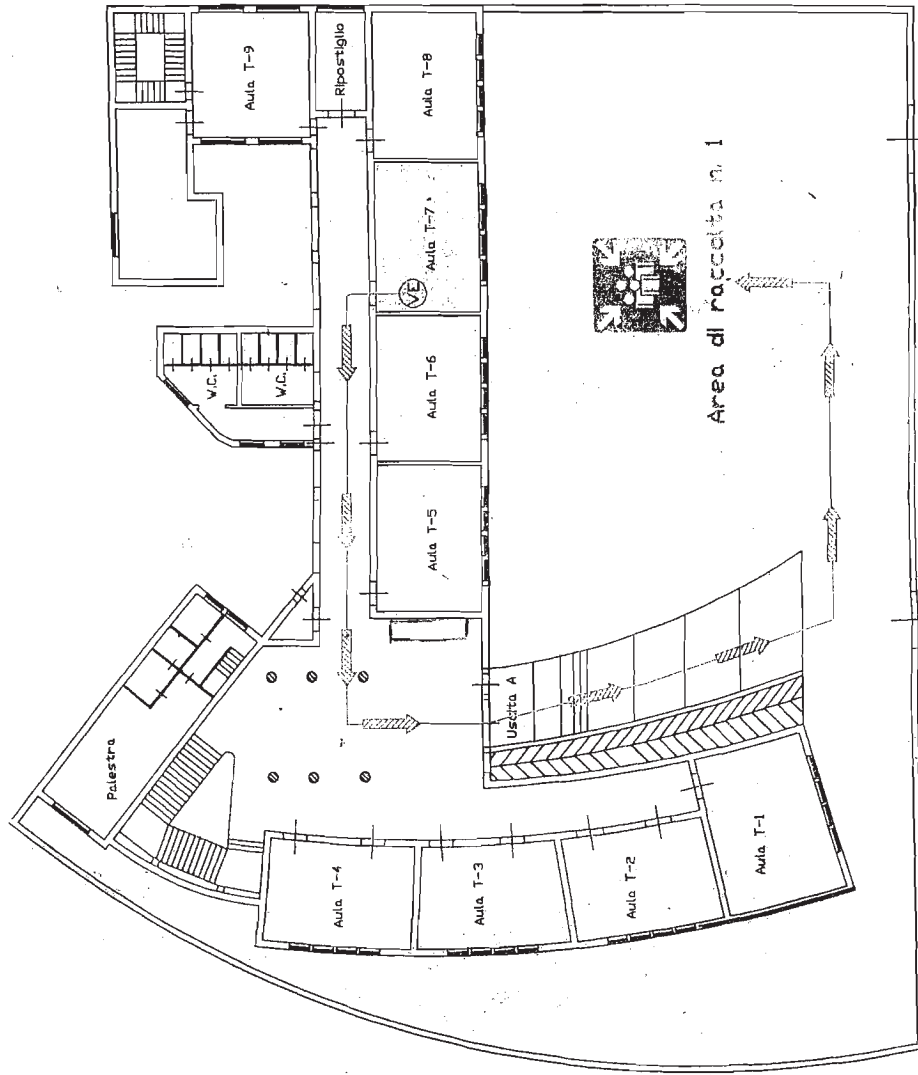 Aula T-9
Ripostiglio
Aula T-8
Aula T-7
VE
Aula T-6
Aula T-5
W.C.
W.C.
Area di raccolta n. 1
Uscita A
Palestra
Aula T-4
Aula T-3
Aula T-2
Aula T-1